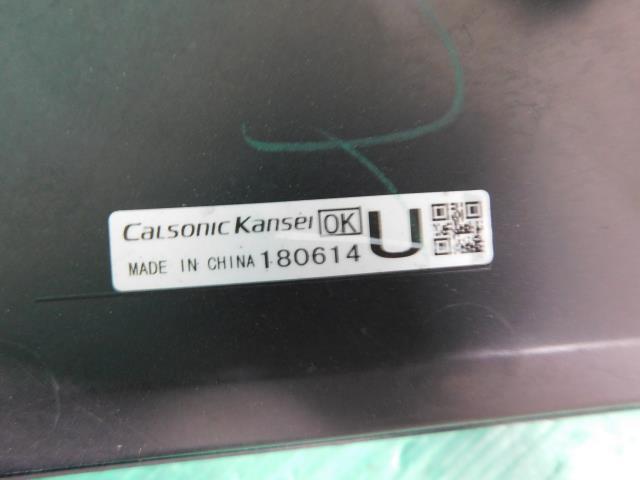 Calsonic Kansei OK U
MADE IN CHINA 180614